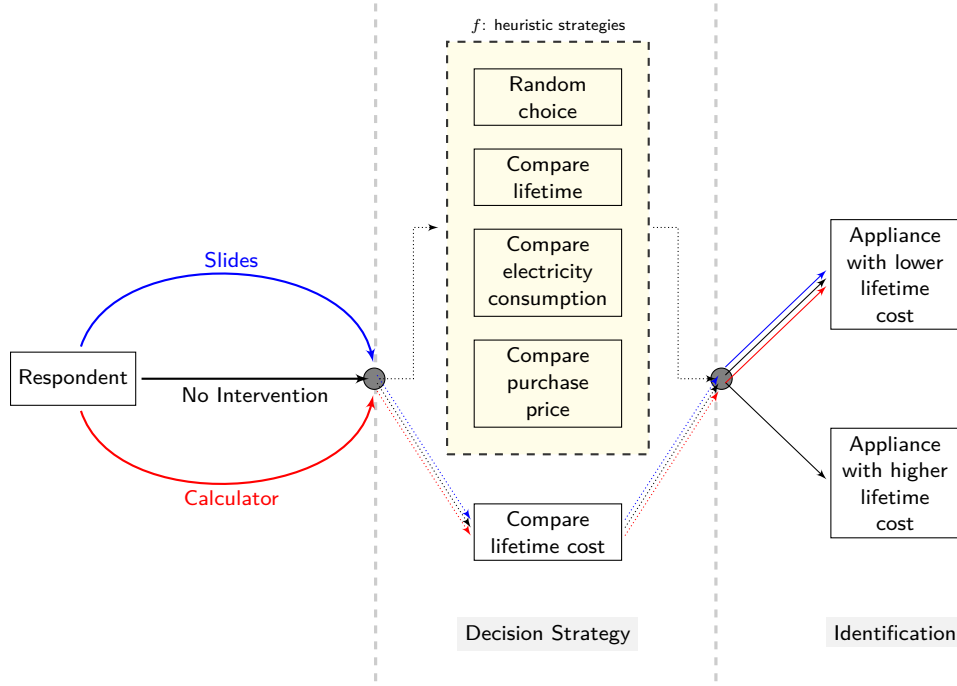 f: heuristic strategies
Random
choice
Compare
lifetime
Compare
electricity
consumption
Compare
purchase
price
Slides
Respondent
No Intervention
Calculator
Compare
lifetime cost
Appliance
with lower
lifetime
cost
Appliance
with higher
lifetime
cost
Decision Strategy
Identification